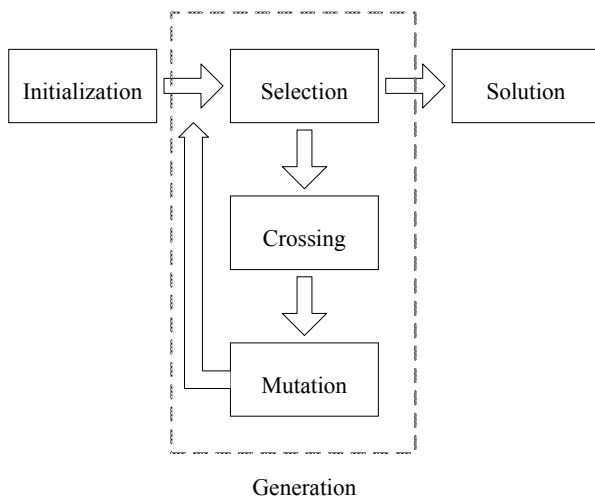 Initialization
Selection
Solution
Crossing
Mutation
Generation